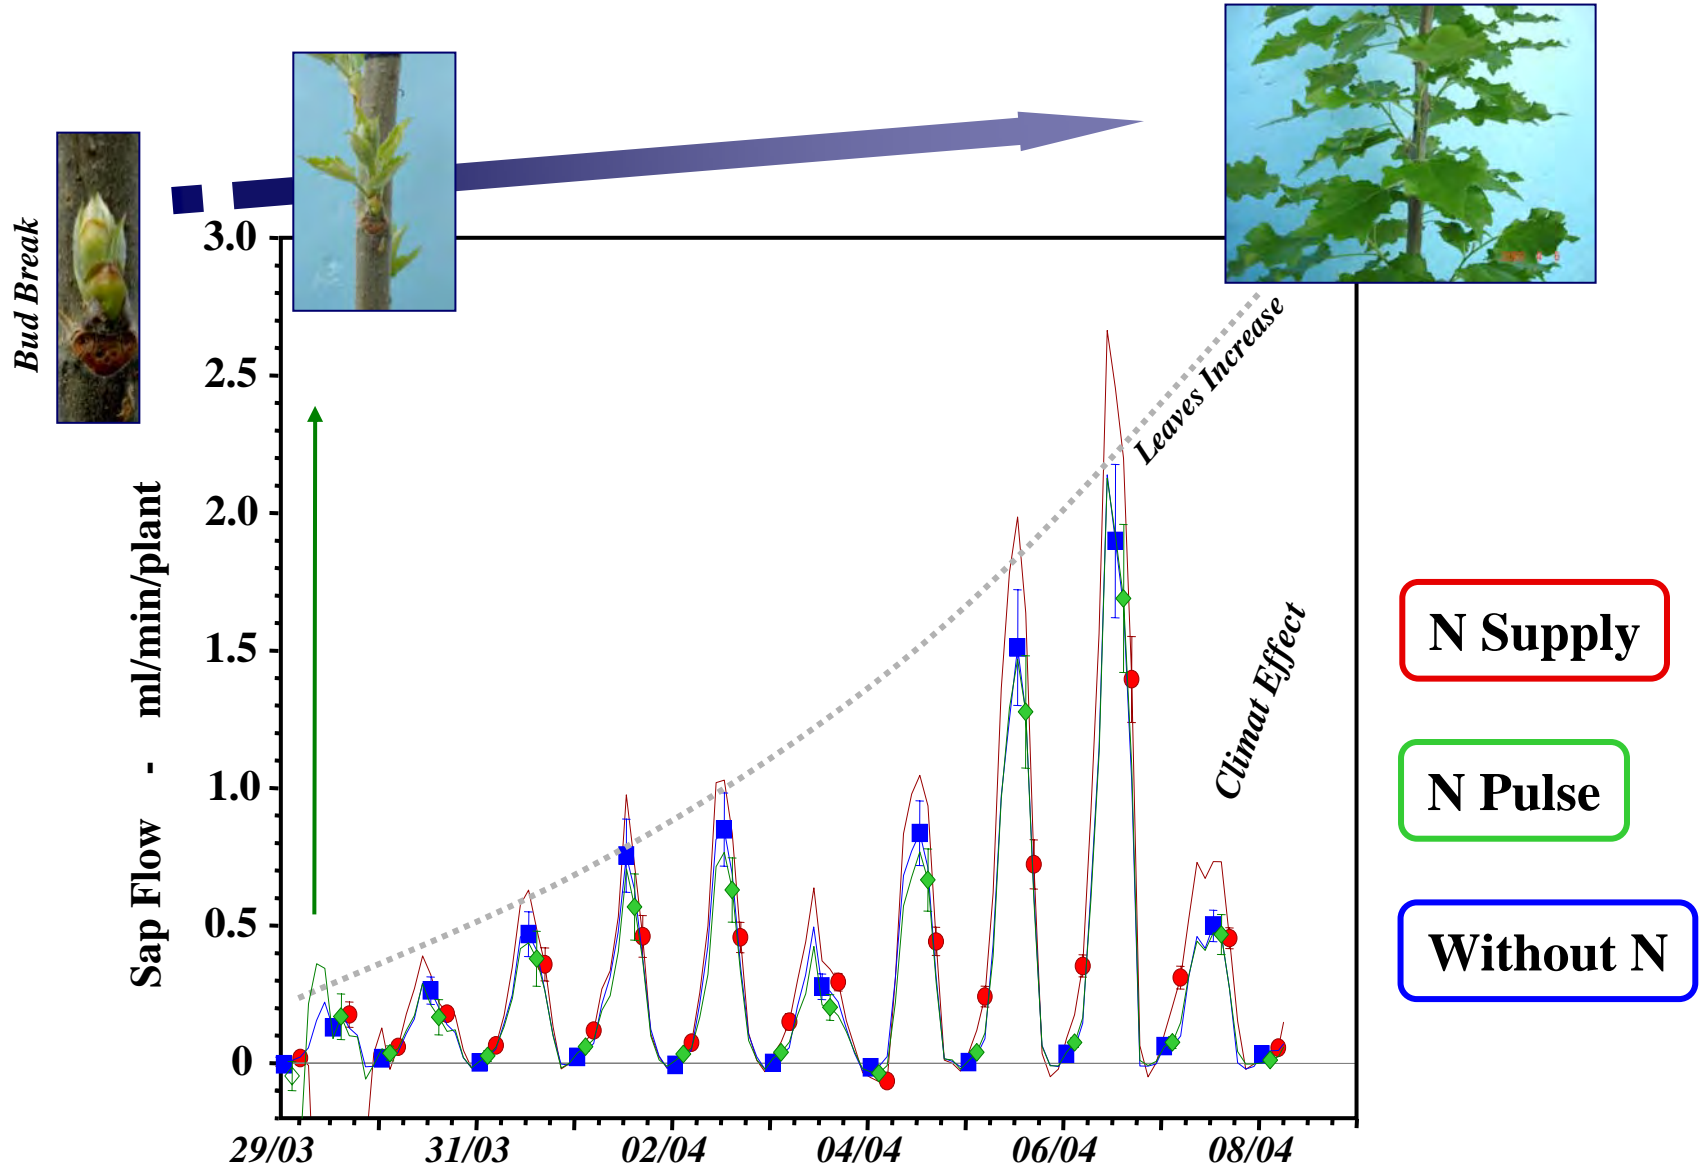 Bud Break
3.0
2.5
2.0
1.5
1.0
0.5
0
Sap Flow - ml/min/plant
29/03
31/03
02/04
04/04
06/04
08/04
Leaves Increase
Climat Effect
N Supply
N Pulse
Without N